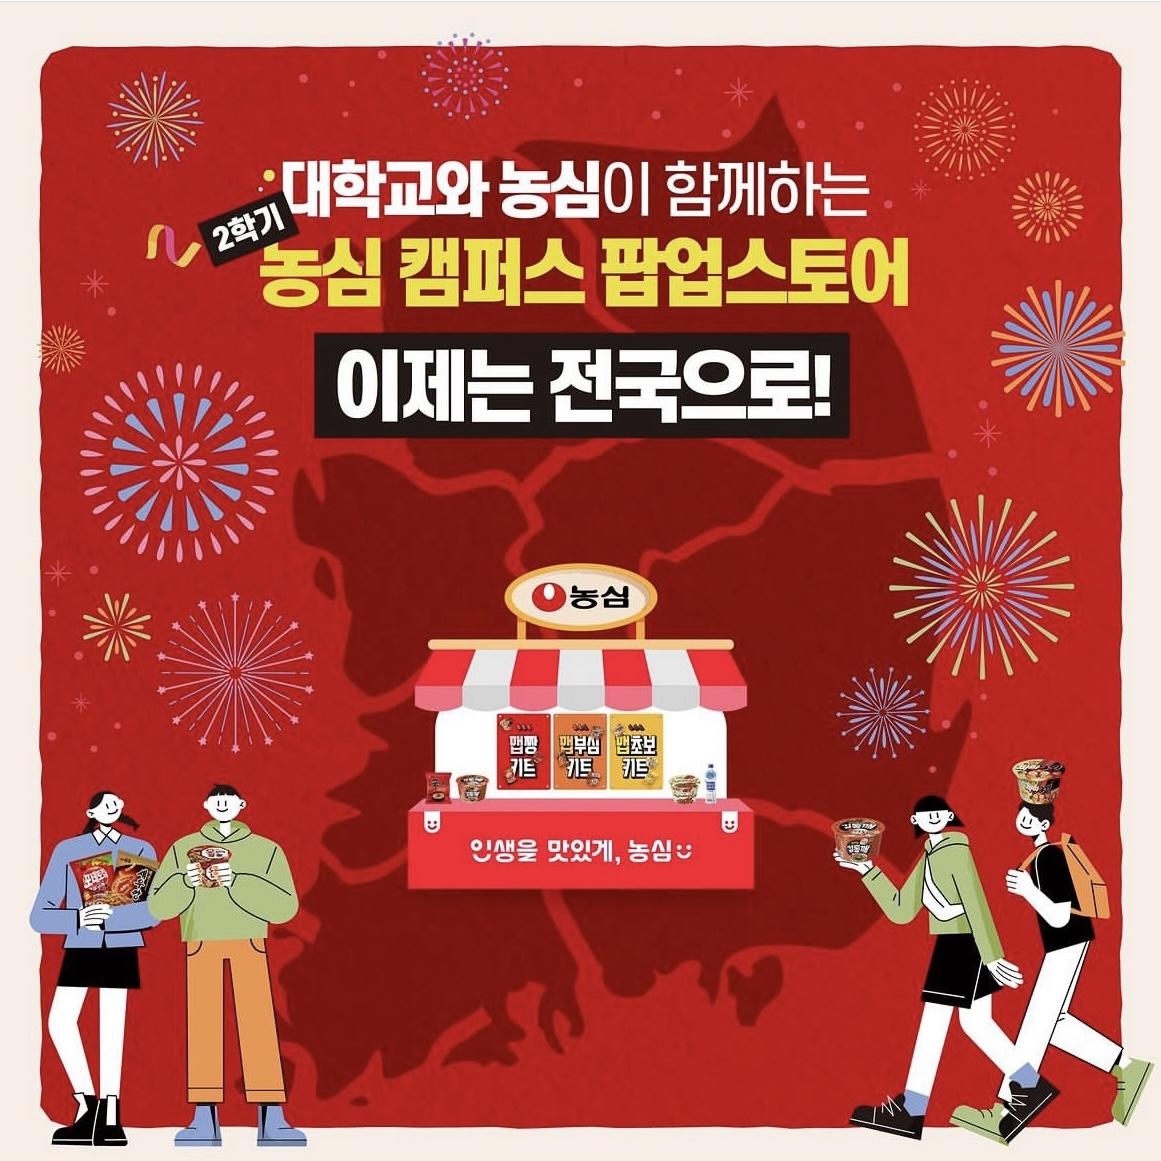 대학교와 농심이 함께하는
2학기
농심 캠퍼스 팝업스토어
이제는 전국으로!
농심
맵짱
키트
맵부심
키트
맵초보
키트
인생을 맛있게, 농심